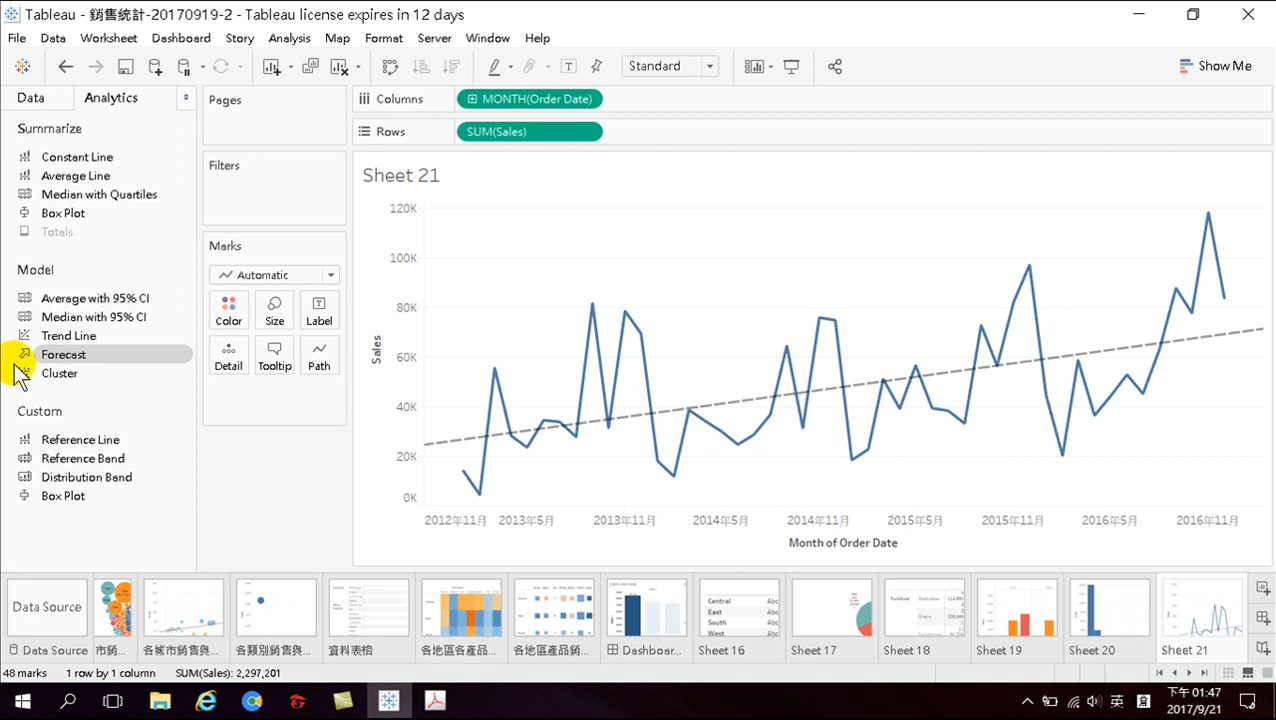 Tableau - 銷售統計-20170919-2 - Tableau license expires in 12 days
File Data Worksheet Dashboard Story Analysis Map Format Server Window Help
Standard
Show Me
Data Analytics
Pages
Columns MONTH(Order Date)
Rows SUM(Sales)
Summarize
Constant Line
Average Line
Median with Quartiles
Box Plot
Totals
Model
Average with 95% CI
Median with 95% CI
Trend Line
Forecast
Cluster
Custom
Reference Line
Reference Band
Distribution Band
Box Plot
Filters
Marks
Automatic
Color Size Label
Detail Tooltip Path
Sheet 21
120K
100K
80K
60K
40K
20K
0K
Sales
2012年11月 2013年5月 2013年11月 2014年5月 2014年11月 2015年5月 2015年11月 2016年5月 2016年11月
Month of Order Date
Data Source
Furniture
Central Abc
East Abc
South Abc
West Abc
Furniture
Data Source 市銷... 各城市銷售與... 各類別銷售與... 資料表格 各地區各產品... 各地區產品銷... Dashboar... Sheet 16 Sheet 17 Sheet 18 Sheet 19 Sheet 20 Sheet 21
48 marks 1 row by 1 column SUM(Sales): 2,297,201
英
下午 01:47
2017/9/21